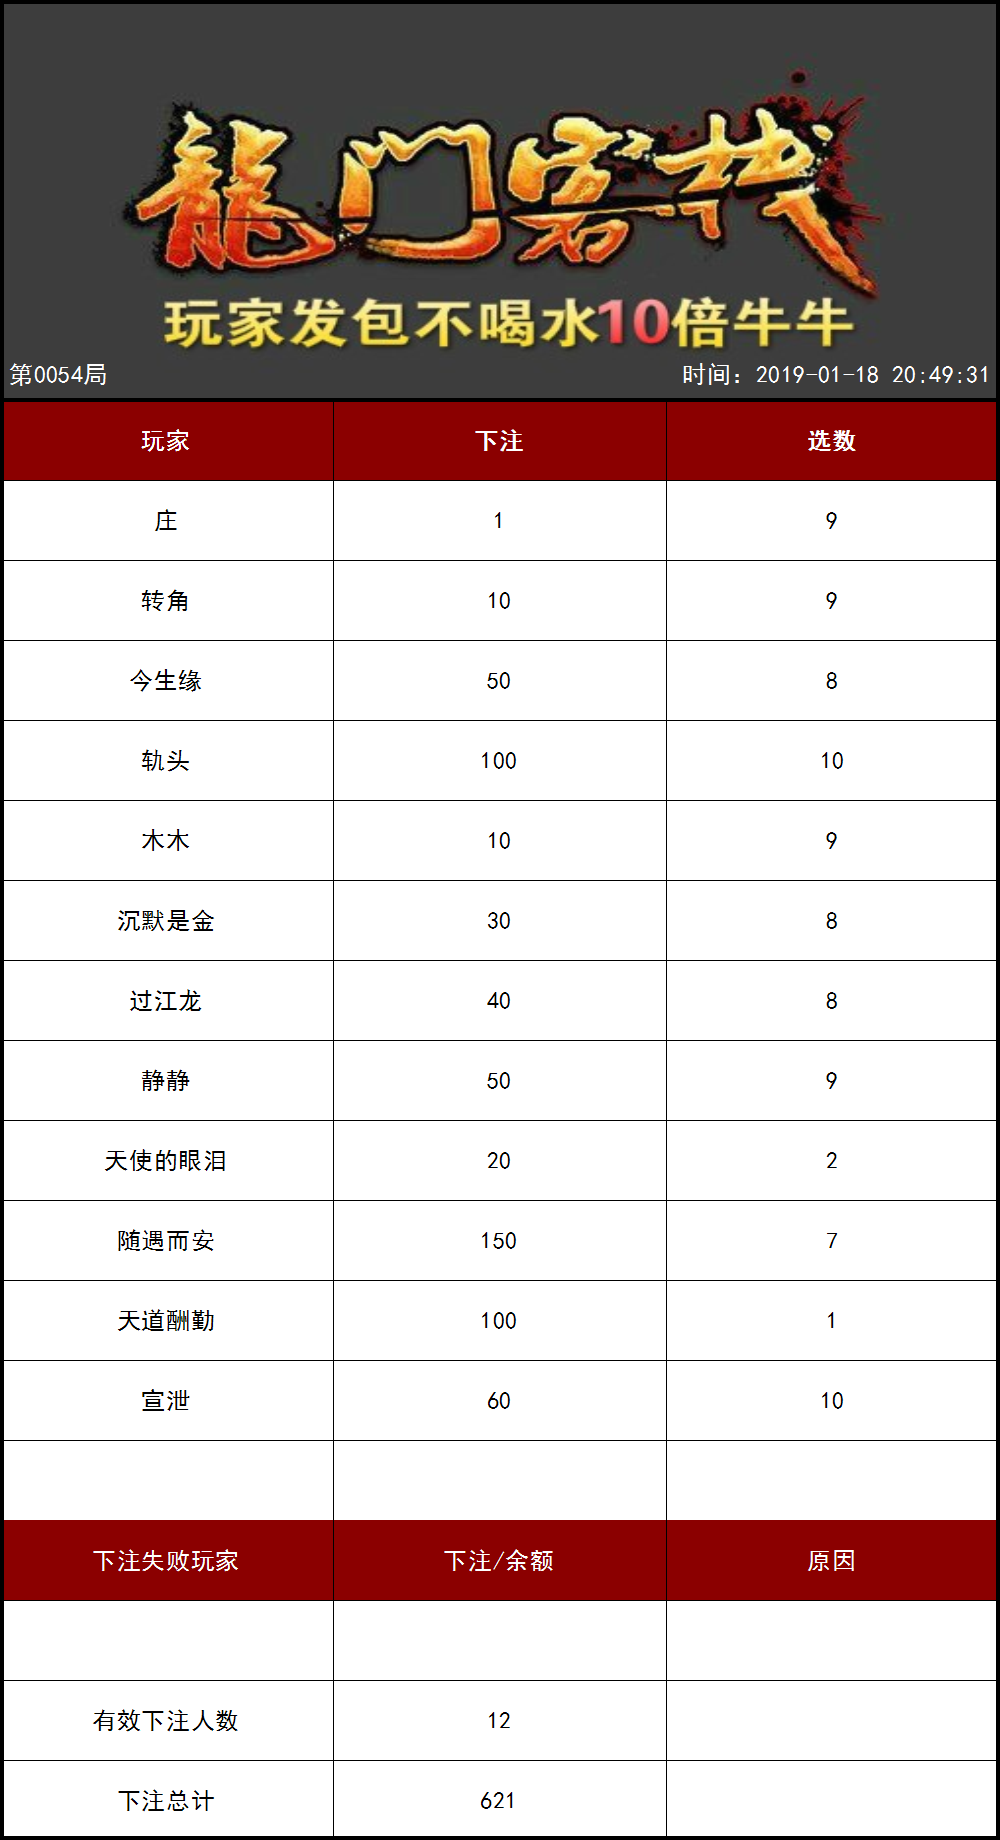 龍门客栈
玩家发包不喝水10倍牛牛
第0054局 时间：2019-01-18 20:49:31
玩家 下注 选数
庄 1 9
转角 10 9
今生缘 50 8
轨头 100 10
木木 10 9
沉默是金 30 8
过江龙 40 8
静静 50 9
天使的眼泪 20 2
随遇而安 150 7
天道酬勤 100 1
宣泄 60 10
下注失败玩家 下注/余额 原因
有效下注人数 12
下注总计 621